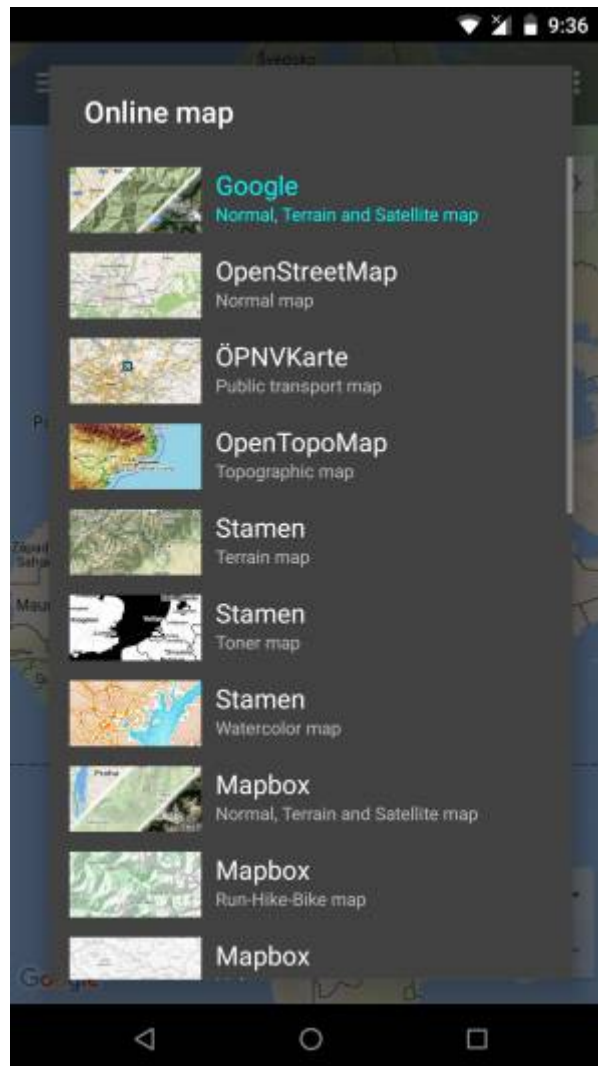 9:36
Švedsko
Online map
Google
Normal, Terrain and Satellite map
OpenStreetMap
Normal map
ÖPNVKarte
Public transport map
OpenTopoMap
Topographic map
Stamen
Terrain map
Stamen
Toner map
Stamen
Watercolor map
Mapbox
Normal, Terrain and Satellite map
Mapbox
Run-Hike-Bike map
Mapbox
Google